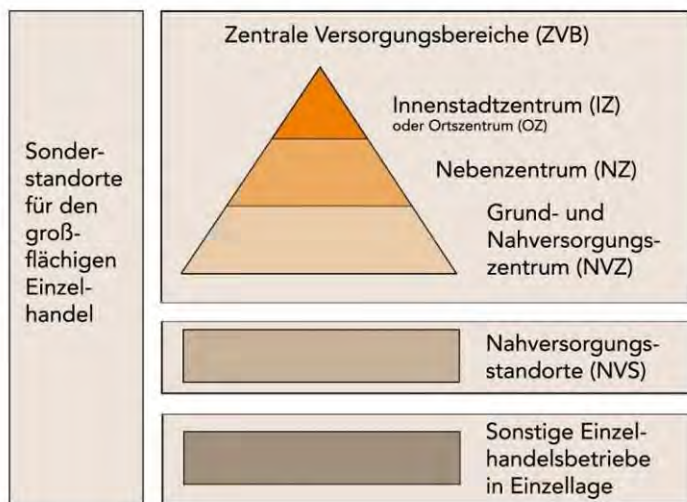 Sonder-
standorte
für den
groß-
flächigen
Einzel-
handel
Zentrale Versorgungsbereiche (ZVB)
Innenstadtzentrum (IZ)
oder Ortszentrum (OZ)
Nebenzentrum (NZ)
Grund- und
Nahversorgungs-
zentrum (NVZ)
Nahversorgungs-
standorte (NVS)
Sonstige Einzel-
handelsbetriebe
in Einzellage